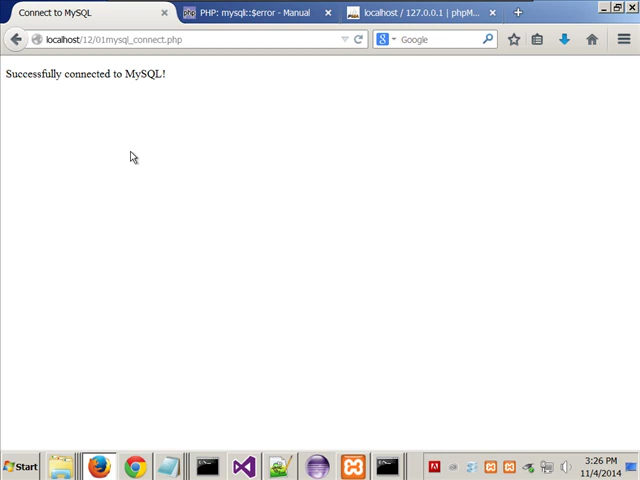 Connect to MySQL
PHP: mysqli::$error - Manual
localhost / 127.0.0.1 | phpM...
localhost/12/01mysql_connect.php
Google
Successfully connected to MySQL!
Start
3:26 PM
11/4/2014